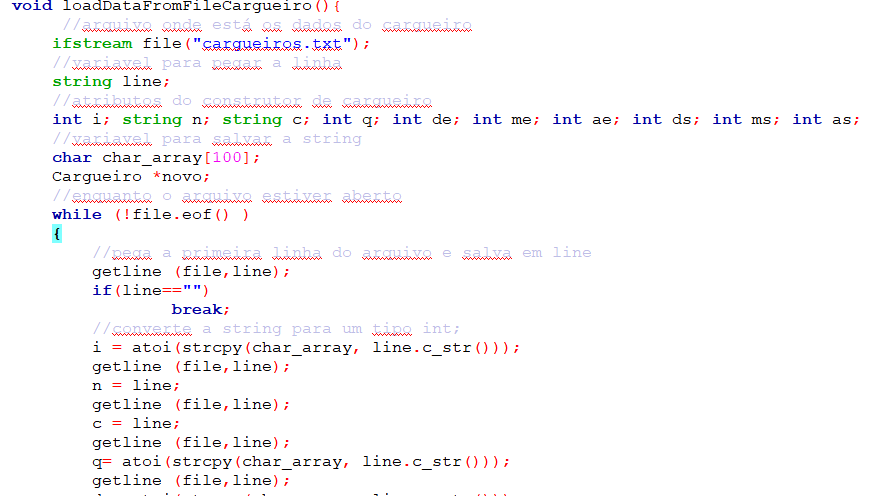 void loadDataFromFileCargueiro(){
//arquivo onde está os dados do cargueiro
ifstream file("cargueiros.txt");
//variavel para pegar a linha
string line;
//atributos do construtor de cargueiro
int i; string n; string c; int q; int de; int me; int ae; int ds; int ms; int as;
//variavel para salvar a string
char char_array[100];
Cargueiro *novo;
//enquanto o arquivo estiver aberto
while (!file.eof() )
{
//pega a primeira linha do arquivo e salva em line
getline (file,line);
if(line=="")
break;
//converte a string para um tipo int;
i = atoi(strcpy(char_array, line.c_str()));
getline (file,line);
n = line;
getline (file,line);
c = line;
getline (file,line);
q= atoi(strcpy(char_array, line.c_str()));
getline (file,line);